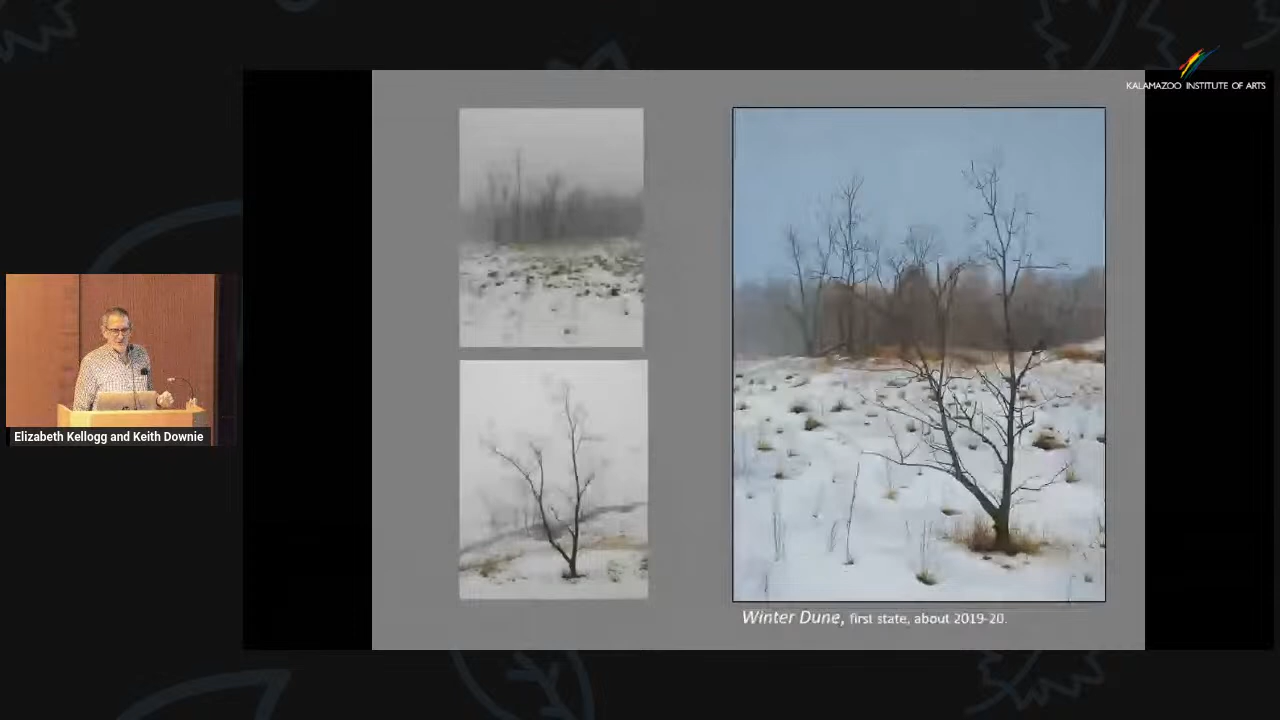 KALAMAZOO INSTITUTE OF ARTS
Elizabeth Kellogg and Keith Downie
Winter Dune, first state, about 2019-20.